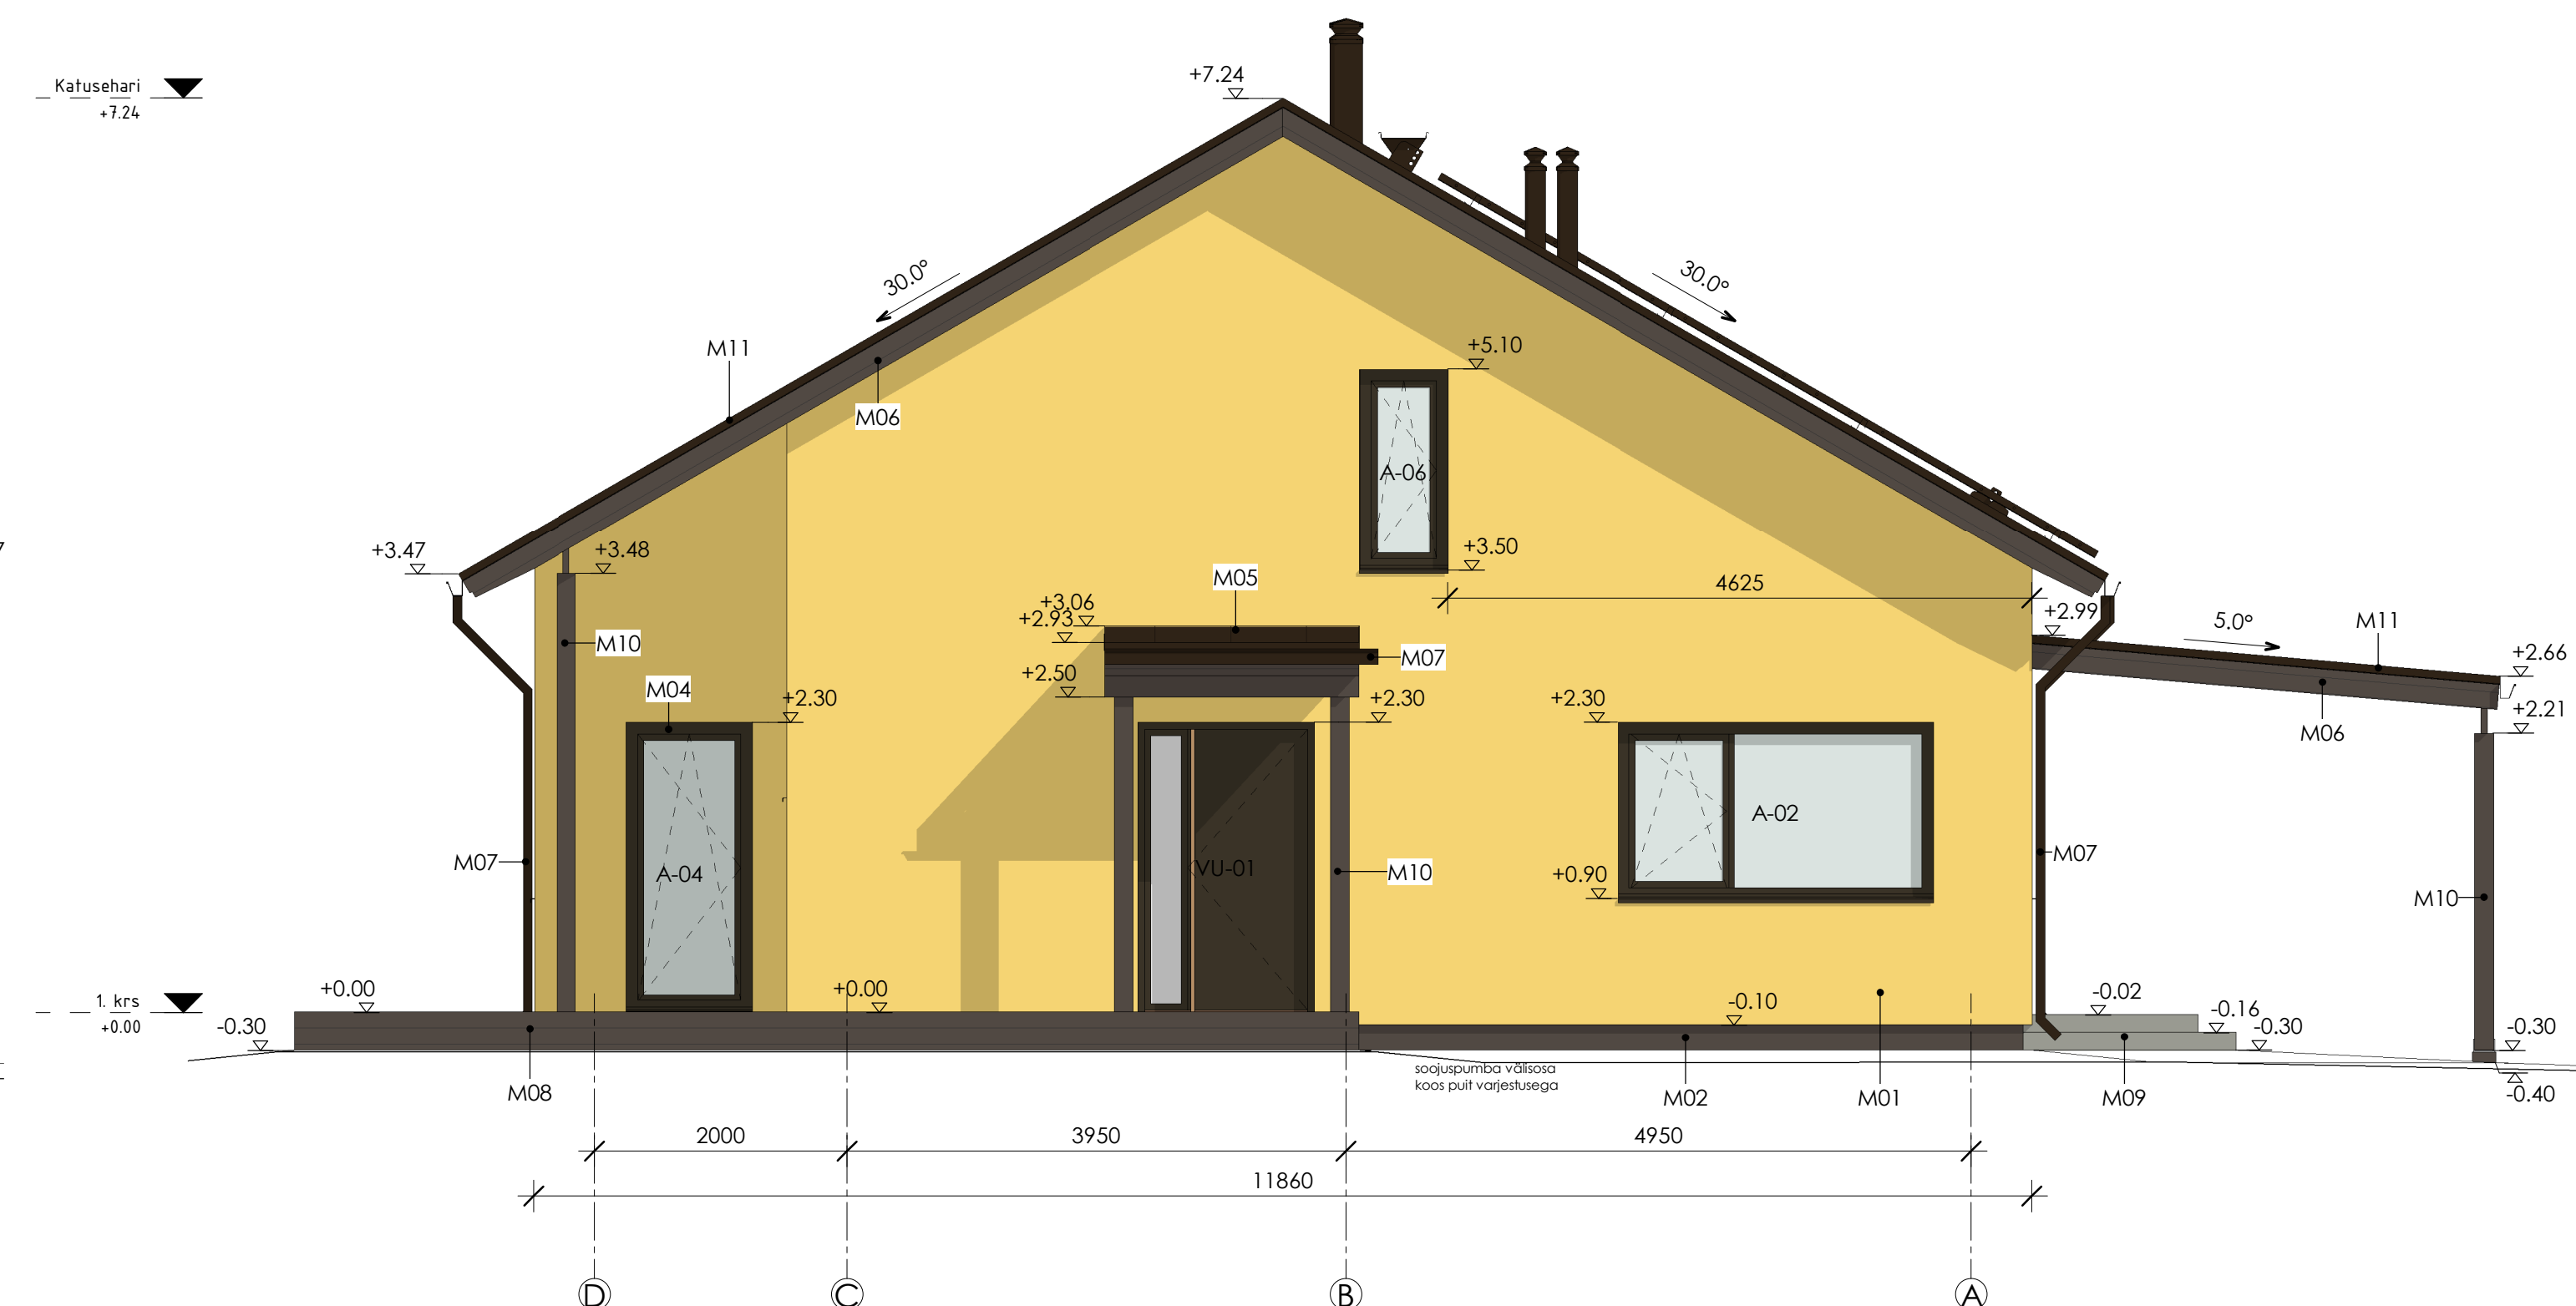 Katusehari
+7.24
+7.24
30.0°
30.0°
M11
M06
+5.10
A-06
+3.47
+3.48
+3.50
M05
4625
+3.06
+2.93
+2.99
5.0°
M11
M10
M07
+2.66
+2.50
M04
+2.30
+2.30
+2.30
+2.21
M06
A-02
M07
A-04
VU-01
M10
+0.90
M07
M10
1. krs
+0.00
+0.00
+0.00
-0.10
-0.02
-0.16
-0.30
-0.30
-0.30
soojuspumba välisosa
koos puit varjestusega
M08
M02
M01
M09
-0.40
2000
3950
4950
11860
D
C
B
A